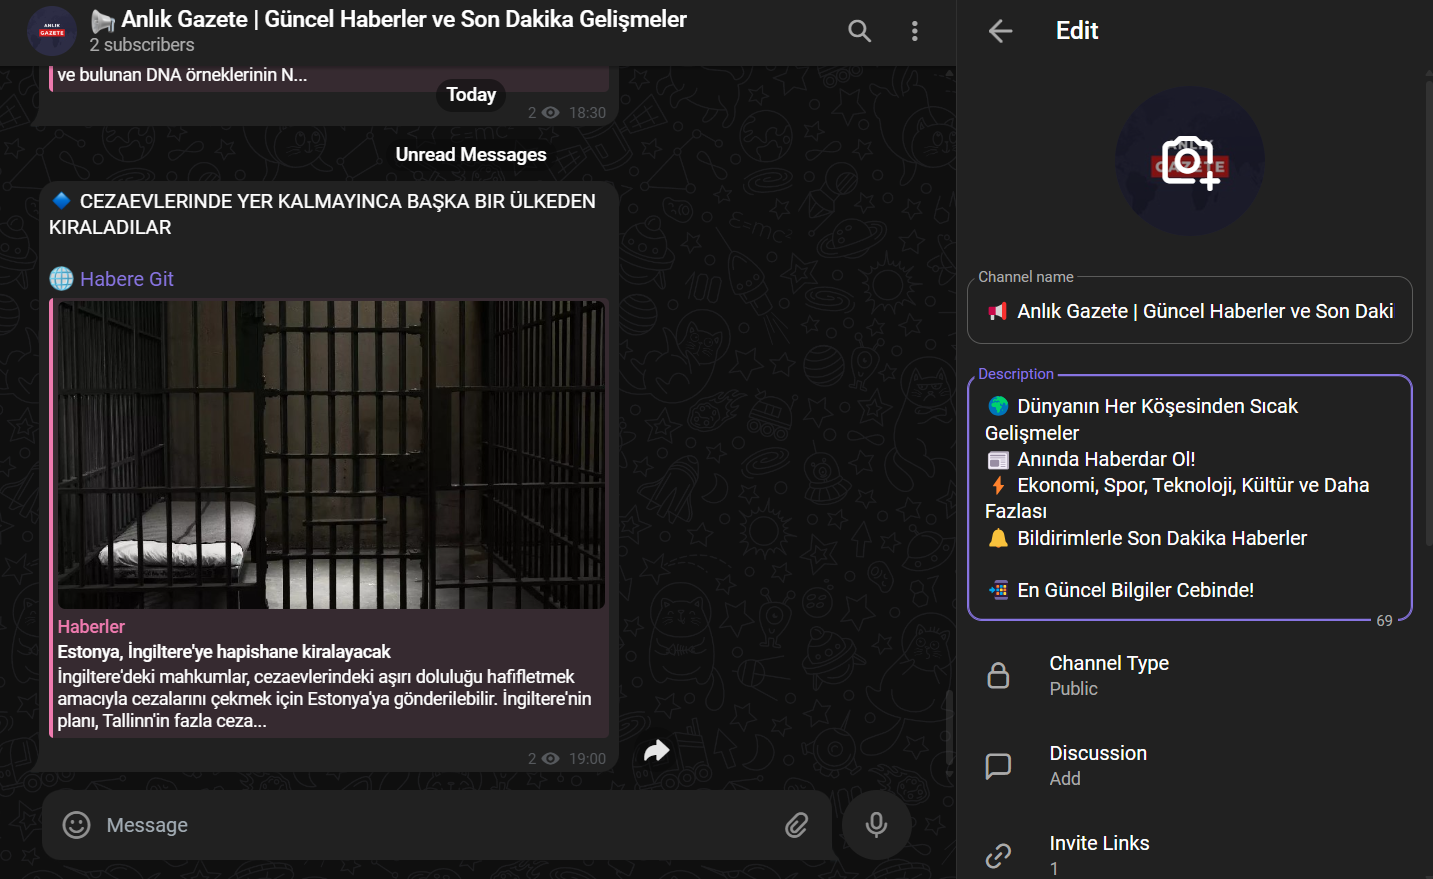 ANLIK
GAZETE
📢 Anlık Gazete | Güncel Haberler ve Son Dakika Gelişmeler
2 subscribers
ve bulunan DNA örneklerinin N...
Today
2 18:30
Unread Messages
🔹 CEZAEVLERINDE YER KALMAYINCA BAŞKA BIR ÜLKEDEN
KIRALADILAR
🌐 Habere Git
Haberler
Estonya, İngiltere'ye hapishane kiralayacak
İngiltere'deki mahkumlar, cezaevlerindeki aşırı doluluğu hafifletmek
amacıyla cezalarını çekmek için Estonya'ya gönderilebilir. İngiltere'nin
planı, Tallinn'in fazla ceza...
2 19:00
Message
Edit
Channel name
📢 Anlık Gazete | Güncel Haberler ve Son Daki
Description
🌍 Dünyanın Her Köşesinden Sıcak
Gelişmeler
📰 Anında Haberdar Ol!
⚡ Ekonomi, Spor, Teknoloji, Kültür ve Daha
Fazlası
🔔 Bildirimlerle Son Dakika Haberler
📲 En Güncel Bilgiler Cebinde!
69
Channel Type
Public
Discussion
Add
Invite Links
1